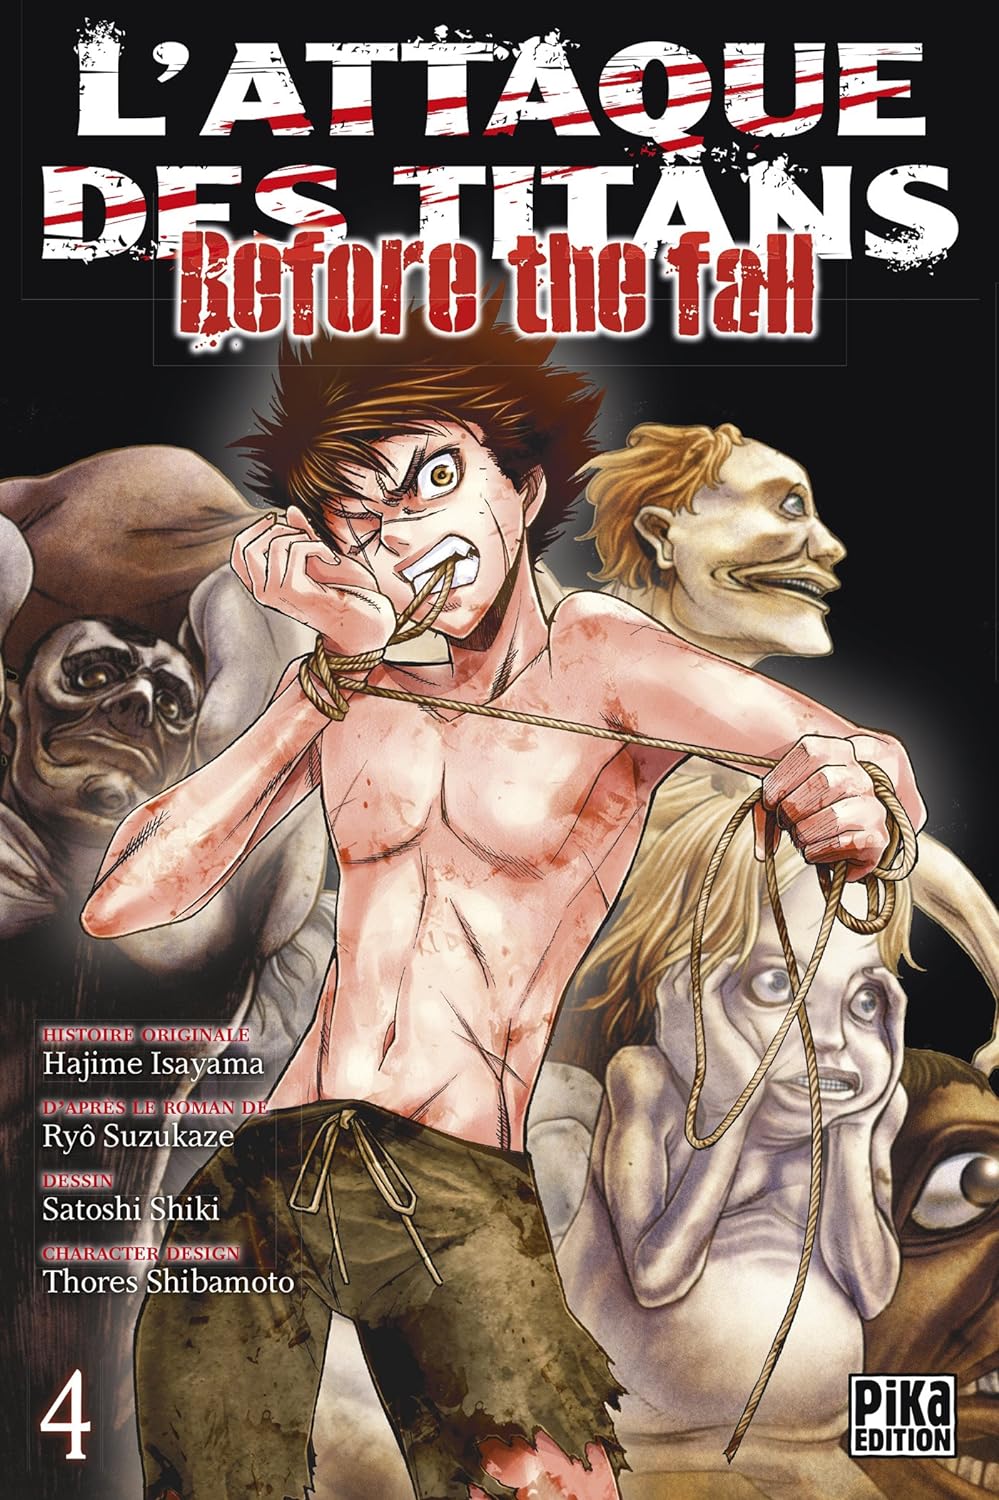 L'ATTAQUE
DES TITANS
Before the fall
HISTOIRE ORIGINALE
Hajime Isayama
D'APRÈS LE ROMAN DE
Ryô Suzukaze
DESSIN
Satoshi Shiki
CHARACTER DESIGN
Thores Shibamoto
4
PiKa
EDITION